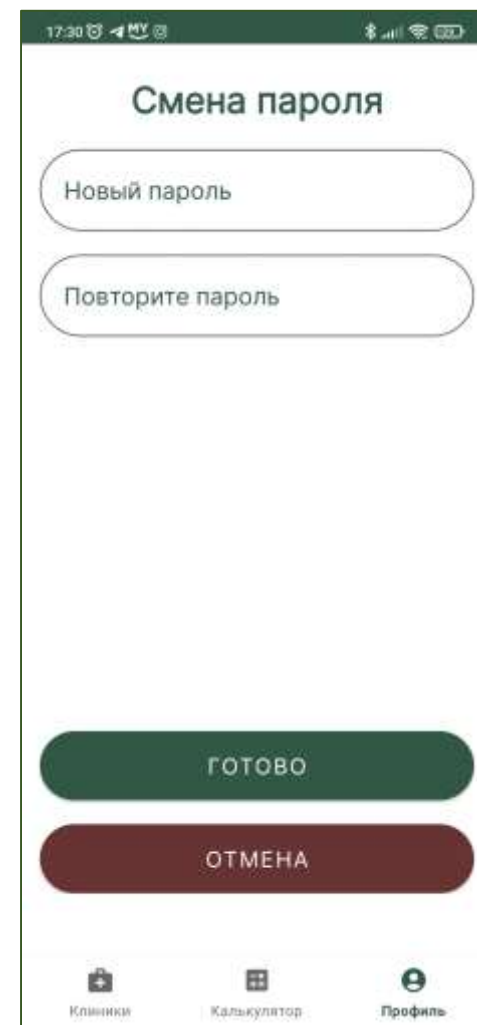 17:30
Смена пароля
Новый пароль
Повторите пароль
ГОТОВО
ОТМЕНА
Клиники Калькулятор Профиль